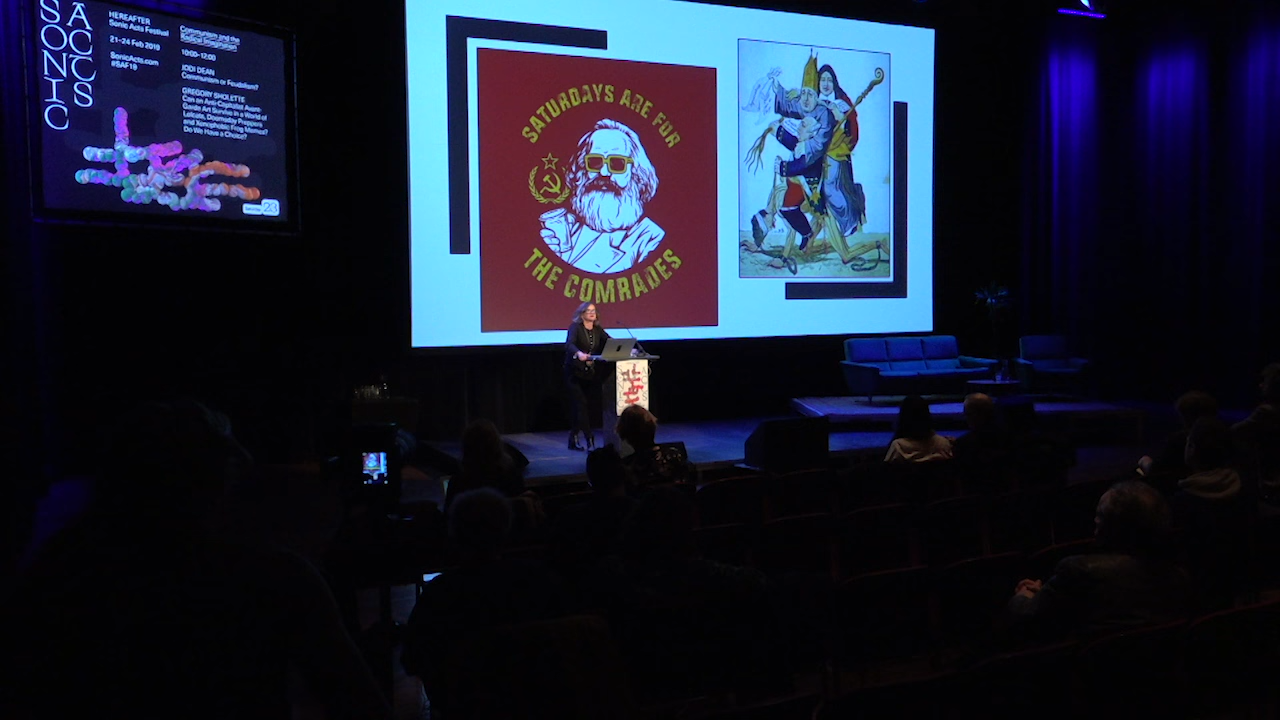 SONIC
ACTS
HEREAFTER
Sonic Acts Festival
21–24 Feb 2019
SonicActs.com
#SAF19
Communism and the
Radical Imagination
10:00–12:00
JODI DEAN
Communism or Feudalism?
GREGORY SHOLETTE
Can an Anti-Capitalist Avant-
Garde Art Survive in a World of
Lolcats, Doomsday Preppers
and Xenophobic Frog Memes?
Do We Have a Choice?
23
SATURDAYS ARE FOR
THE COMRADES